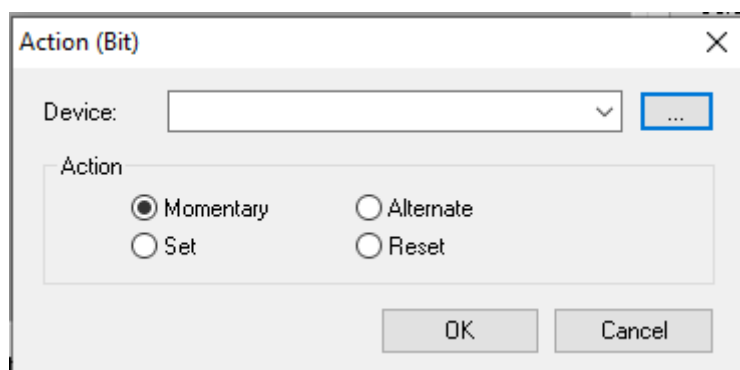 Action (Bit)
Device:
...
Action
Momentary Alternate
Set Reset
OK Cancel